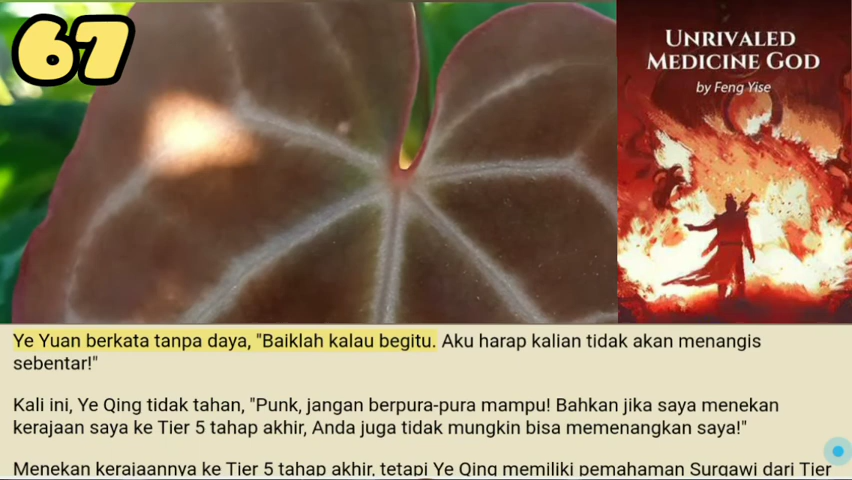 67
UNRIVALED
MEDICINE GOD
by Feng Yise
Ye Yuan berkata tanpa daya, "Baiklah kalau begitu. Aku harap kalian tidak akan menangis
sebentar!"
Kali ini, Ye Qing tidak tahan, "Punk, jangan berpura-pura mampu! Bahkan jika saya menekan
kerajaan saya ke Tier 5 tahap akhir, Anda juga tidak mungkin bisa memenangkan saya!"
Menekan kerajaannya ke Tier 5 tahap akhir, tetapi Ye Qing memiliki pemahaman Surgawi dari Tier